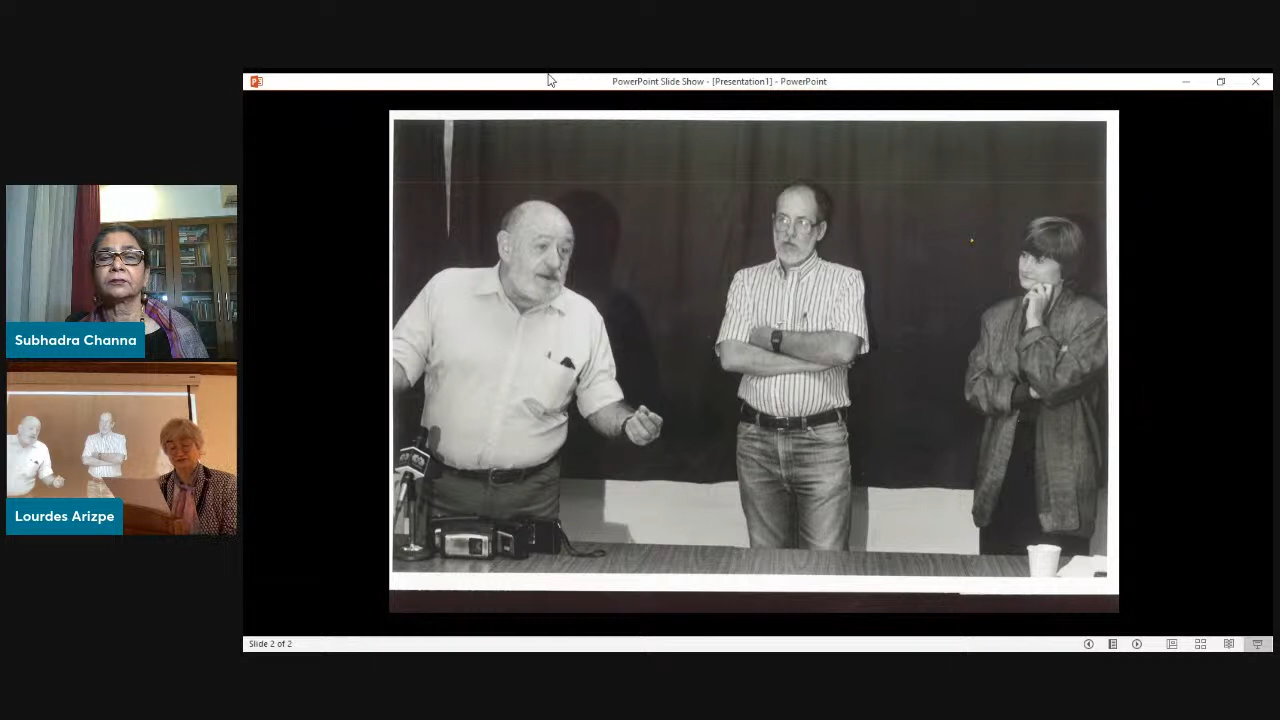 PowerPoint Slide Show - [Presentation1] - PowerPoint
Subhadra Channa
Lourdes Arizpe
Slide 2 of 2